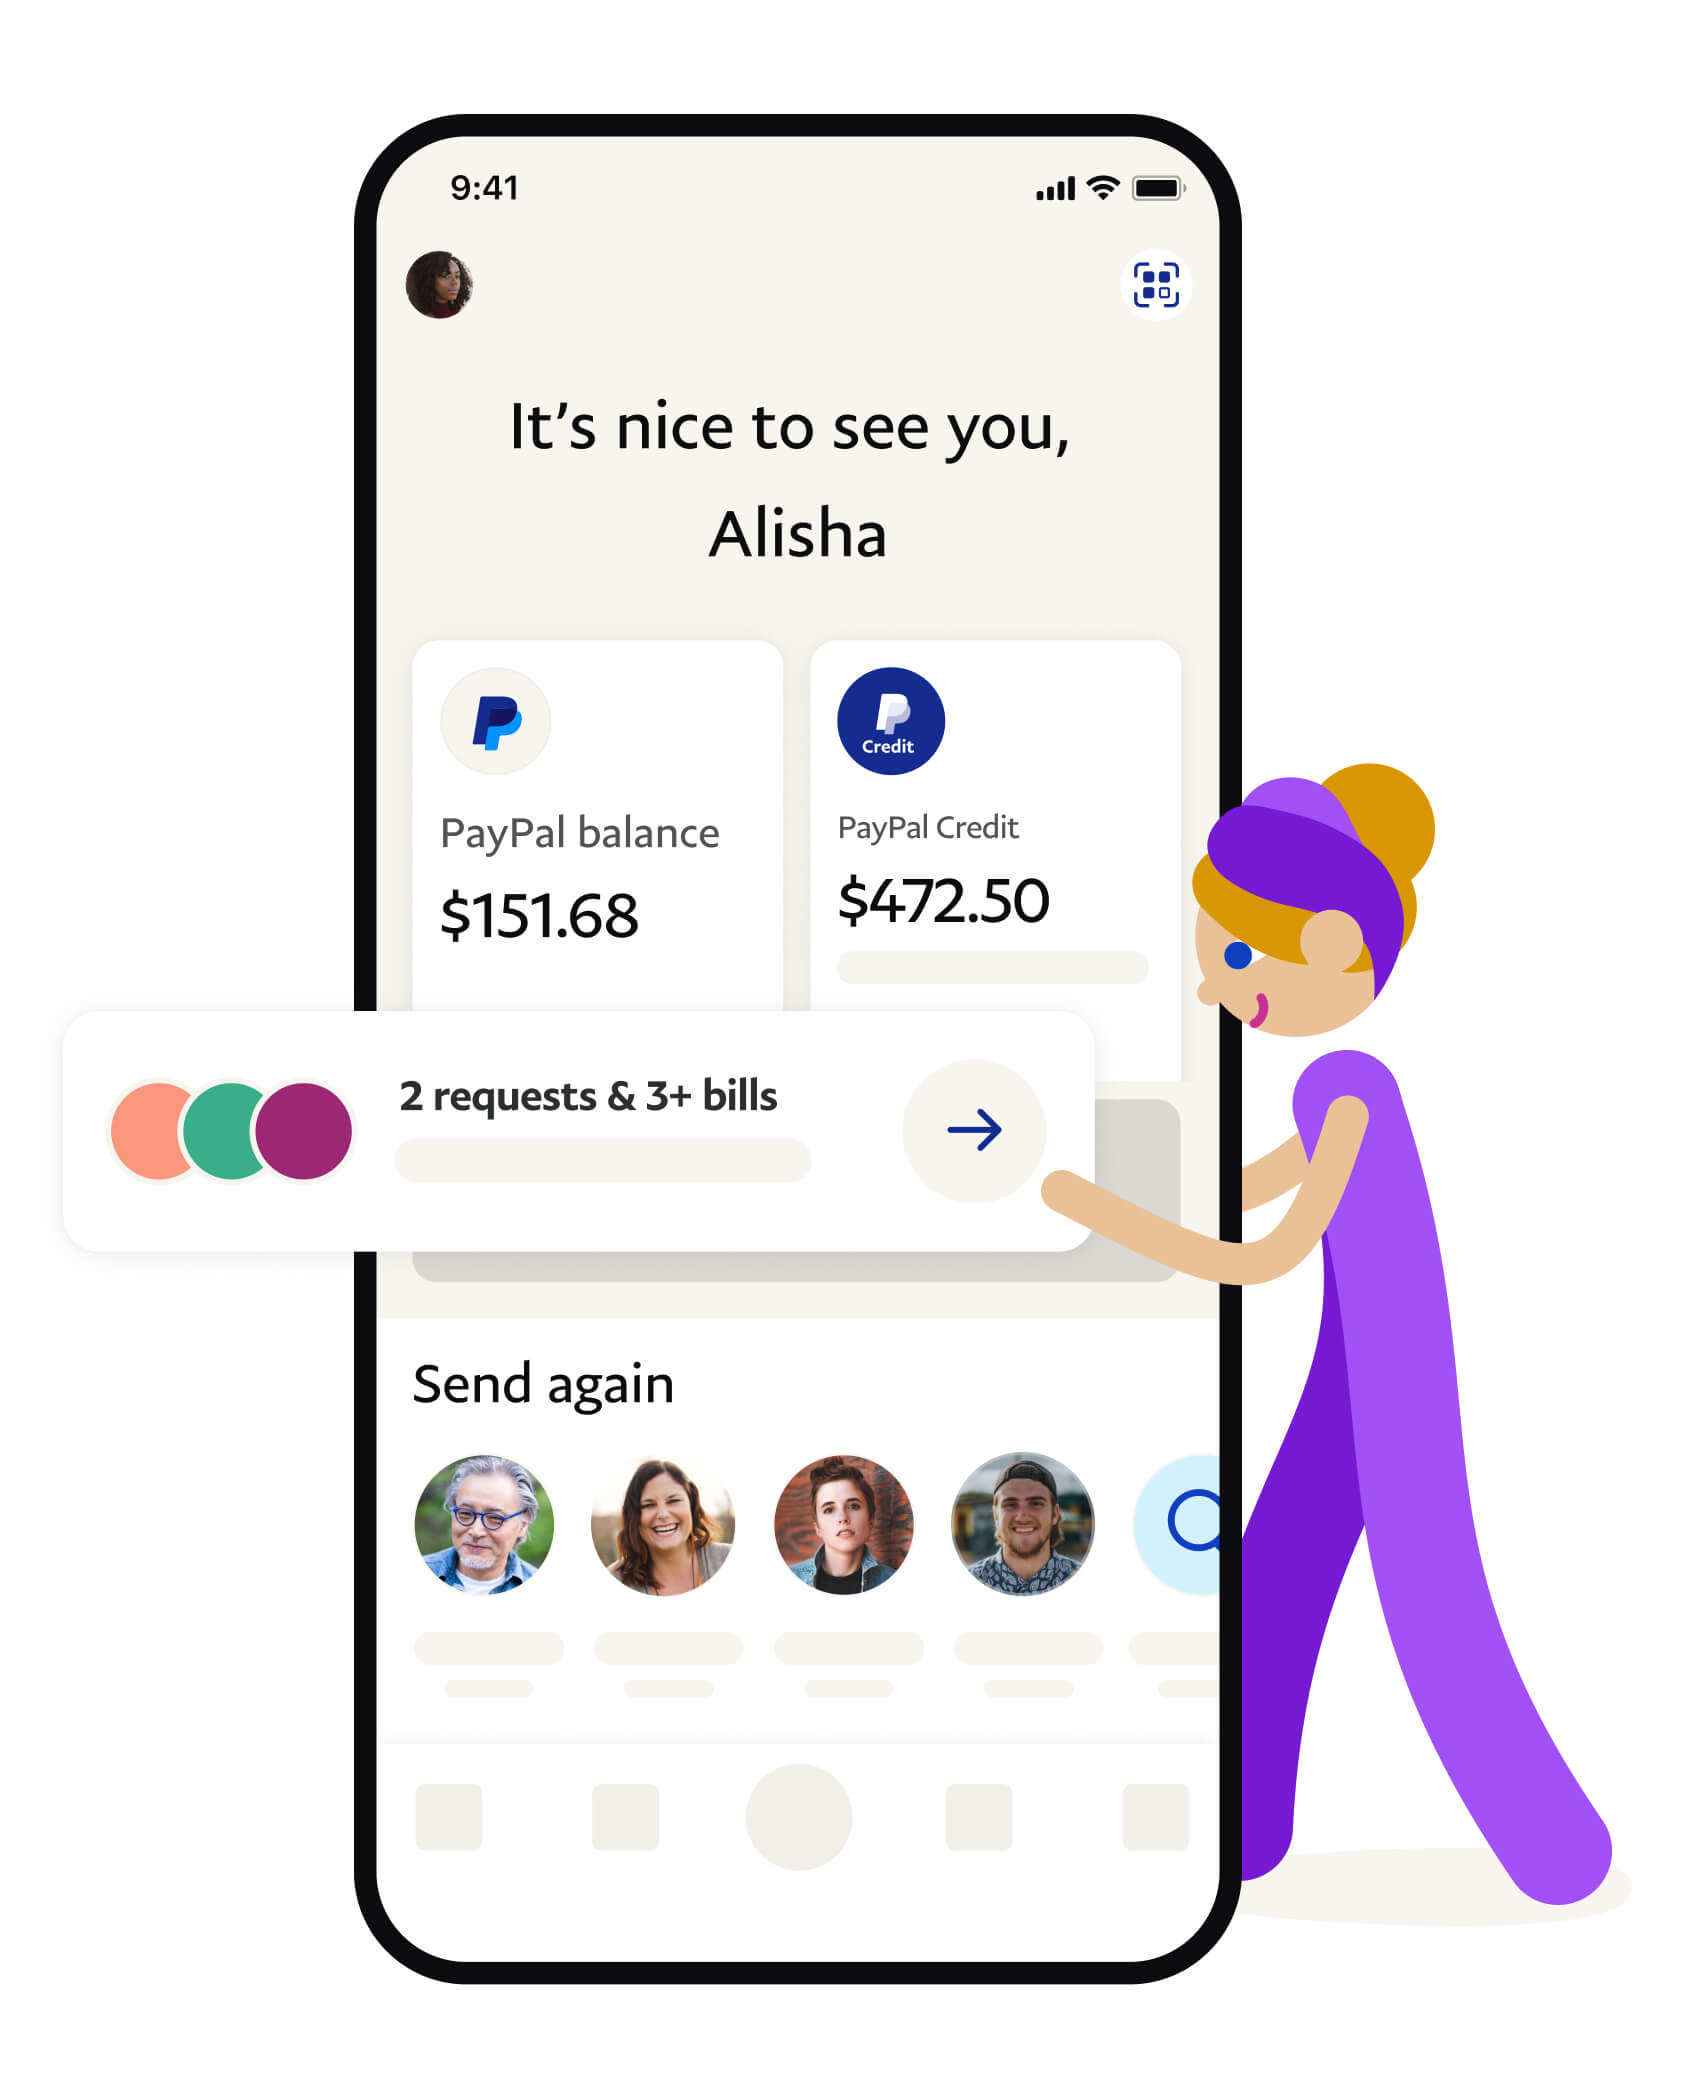 9:41
It’s nice to see you,
Alisha
Credit
PayPal balance
PayPal Credit
$151.68
$472.50
2 requests & 3+ bills
Send again